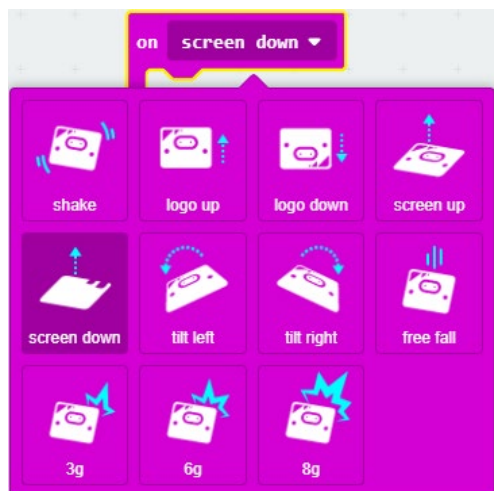 on screen down
shake logo up logo down screen up
screen down tilt left tilt right free fall
3g 6g 8g